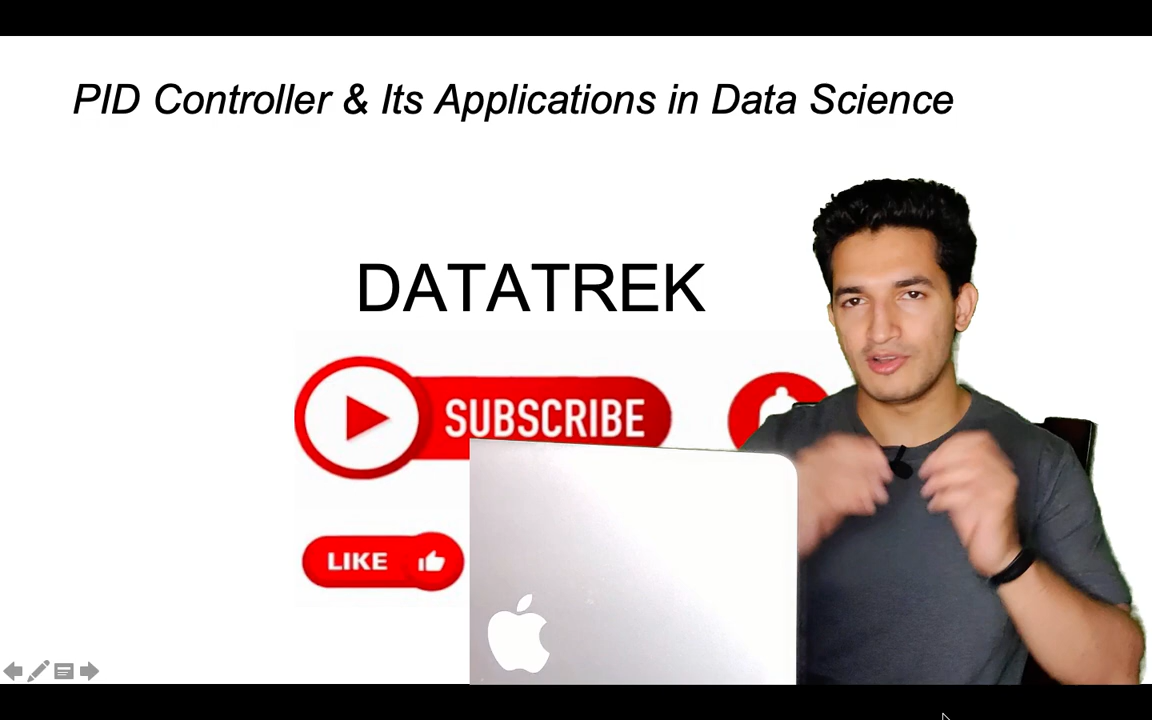 PID Controller & Its Applications in Data Science
DATATREK
SUBSCRIBE
LIKE